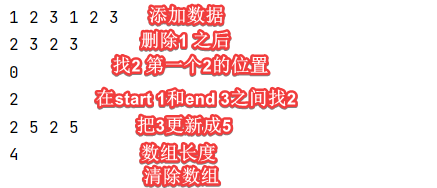 1 2 3 1 2 3 添加数据
2 3 2 3 删除1 之后
0 找2 第一个2的位置
2 在start 1和end 3之间找2
2 5 2 5 把3更新成5
4 数组长度
清除数组